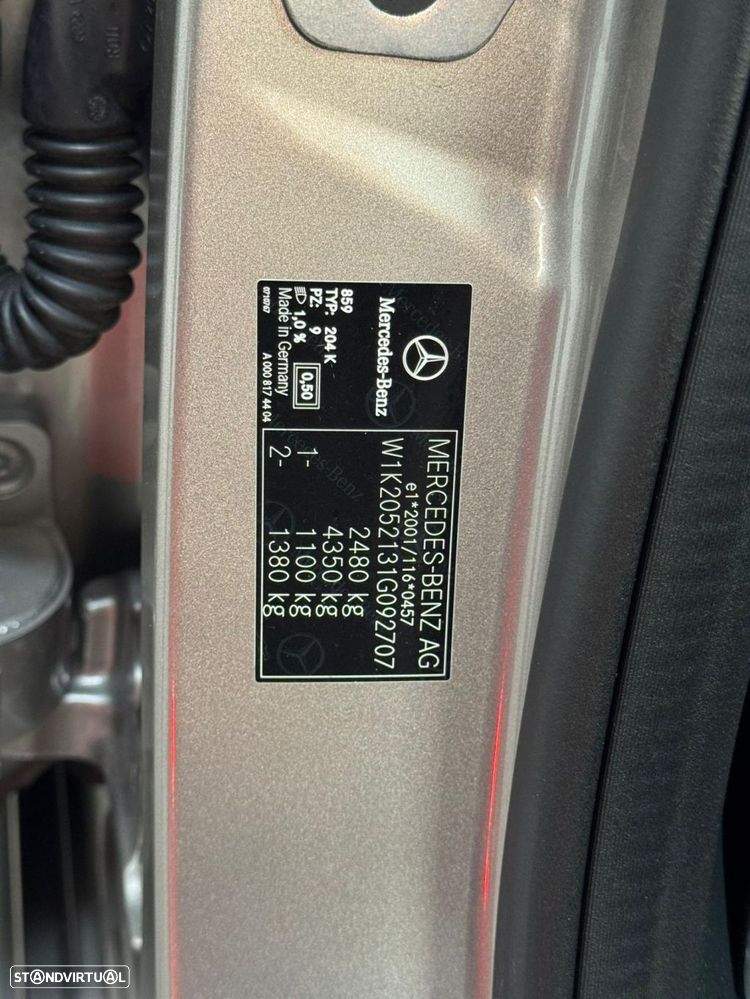 Mercedes-Benz
859
TYP: 204 K
PZ: 9
1,0 %
0,50
Made in Germany
0710767
A 000 817 44 04
MERCEDES-BENZ AG
e1*2001/116*0457
W1K2052131G092707
2480 kg
4350 kg
1- 1100 kg
2- 1380 kg
STANDVIRTUAL